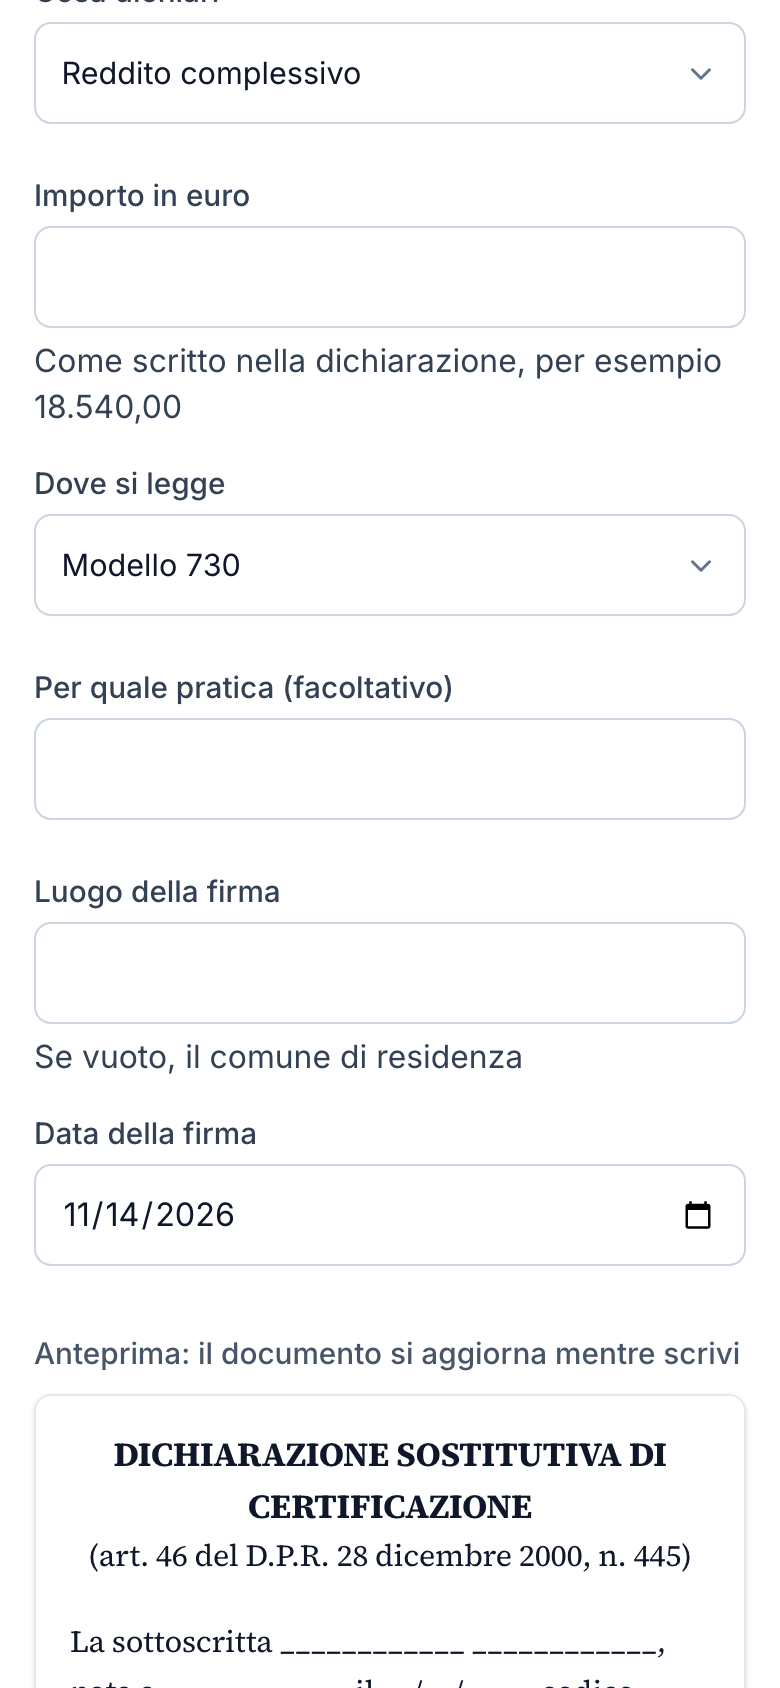 Reddito complessivo
Importo in euro
Come scritto nella dichiarazione, per esempio
18.540,00
Dove si legge
Modello 730
Per quale pratica (facoltativo)
Luogo della firma
Se vuoto, il comune di residenza
Data della firma
11/14/2026
Anteprima: il documento si aggiorna mentre scrivi
DICHIARAZIONE SOSTITUTIVA DI
CERTIFICAZIONE
(art. 46 del D.P.R. 28 dicembre 2000, n. 445)
La sottoscritta ____________ ____________,